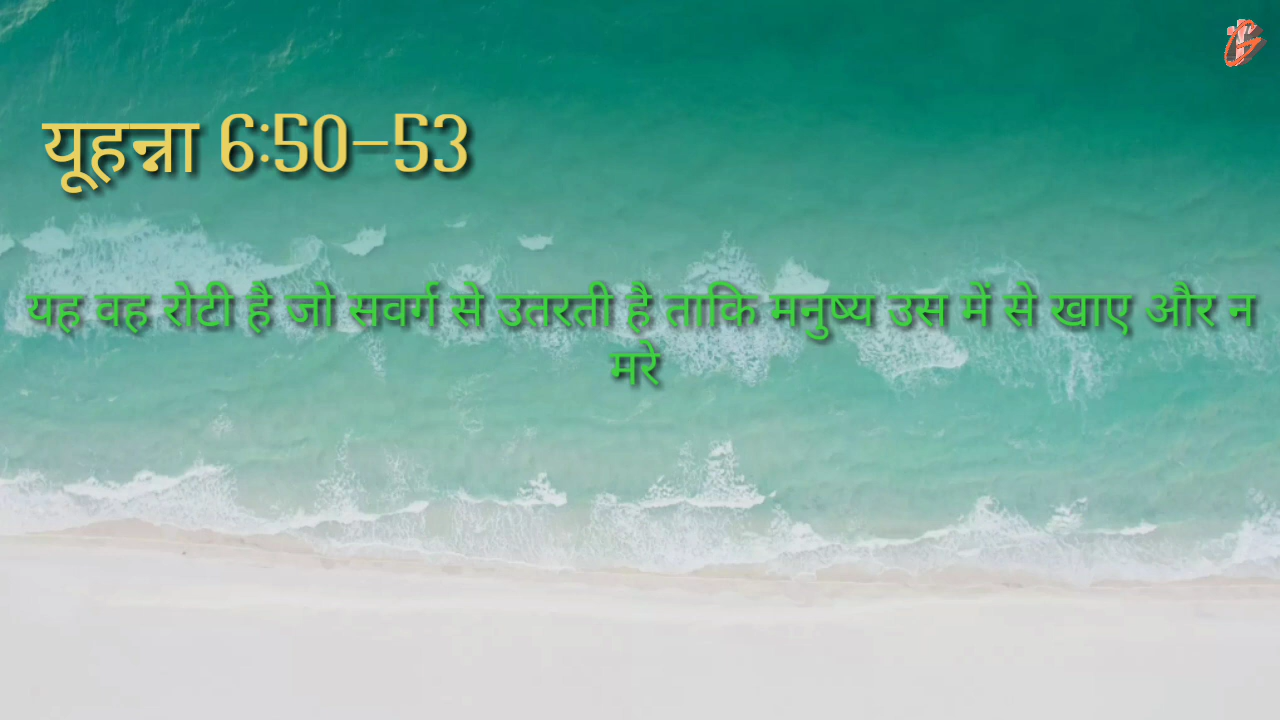 यूहन्ना 6:50-53
यह वह रोटी है जो सवर्ग से उतरती है ताकि मनुष्य उस में से खाए और न
मरे